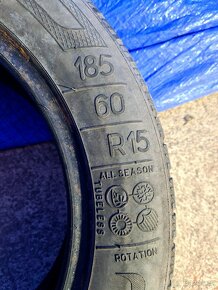 185
60
R15
ALL SEASON
TUBELESS
ROTATION